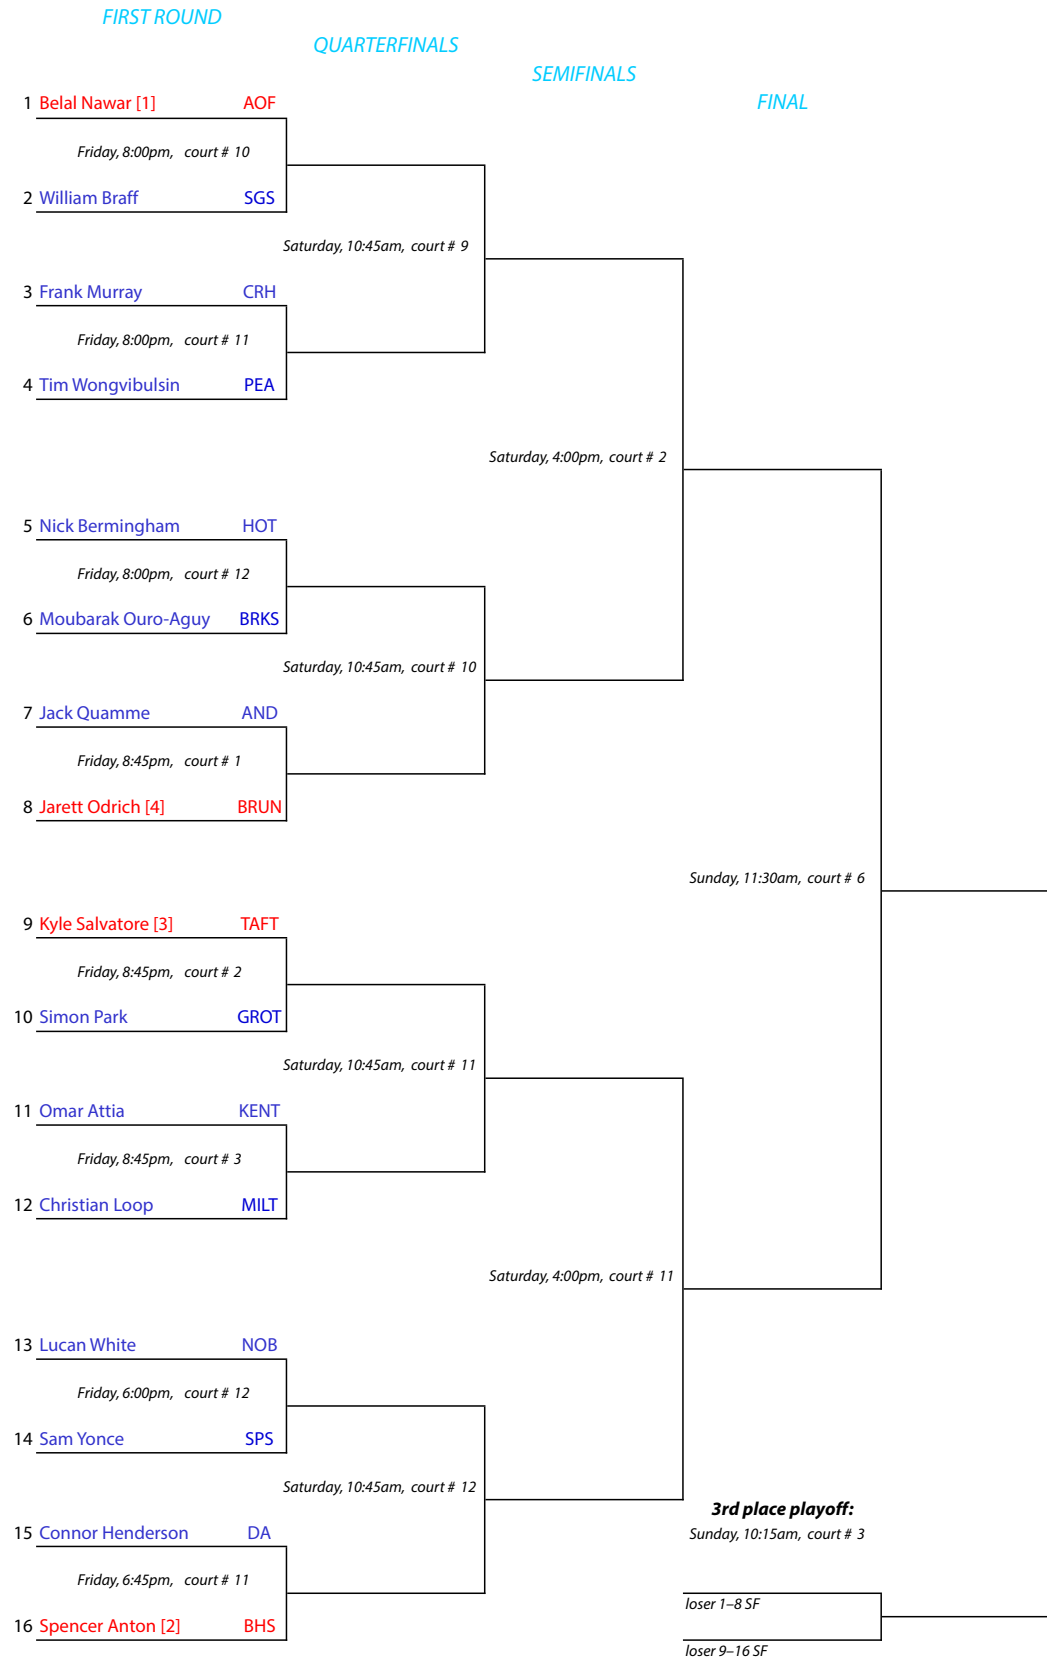 FIRST ROUND
QUARTERFINALS
SEMIFINALS
FINAL
1 Belal Nawar [1] AOF
Friday, 8:00pm, court # 10
2 William Braff SGS
Saturday, 10:45am, court # 9
3 Frank Murray CRH
Friday, 8:00pm, court # 11
4 Tim Wongvibulsin PEA
Saturday, 4:00pm, court # 2
5 Nick Bermingham HOT
Friday, 8:00pm, court # 12
6 Moubarak Ouro-Aguy BRKS
Saturday, 10:45am, court # 10
7 Jack Quamme AND
Friday, 8:45pm, court # 1
8 Jarett Odrich [4] BRUN
Sunday, 11:30am, court # 6
9 Kyle Salvatore [3] TAFT
Friday, 8:45pm, court # 2
10 Simon Park GROT
Saturday, 10:45am, court # 11
11 Omar Attia KENT
Friday, 8:45pm, court # 3
12 Christian Loop MILT
Saturday, 4:00pm, court # 11
13 Lucan White NOB
Friday, 6:00pm, court # 12
14 Sam Yonce SPS
Saturday, 10:45am, court # 12
3rd place playoff:
15 Connor Henderson DA
Sunday, 10:15am, court # 3
Friday, 6:45pm, court # 11
loser 1–8 SF
16 Spencer Anton [2] BHS
loser 9–16 SF